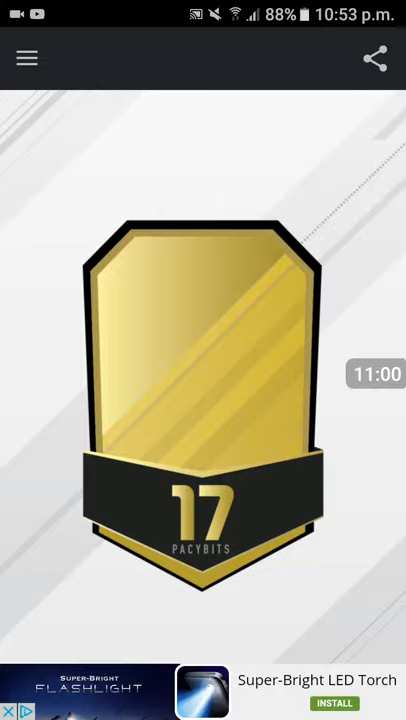 88% 10:53 p.m.
11:00
17
PACYBITS
SUPER-BRIGHT
FLASHLIGHT
Super-Bright LED Torch
INSTALL